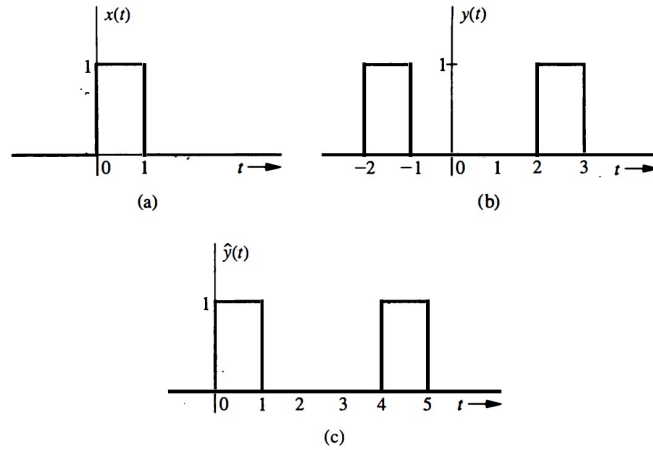 x(t)
1
0 1 t
(a)
y(t)
1
−2 −1 0 1 2 3 t
(b)
ŷ(t)
1
0 1 2 3 4 5 t
(c)